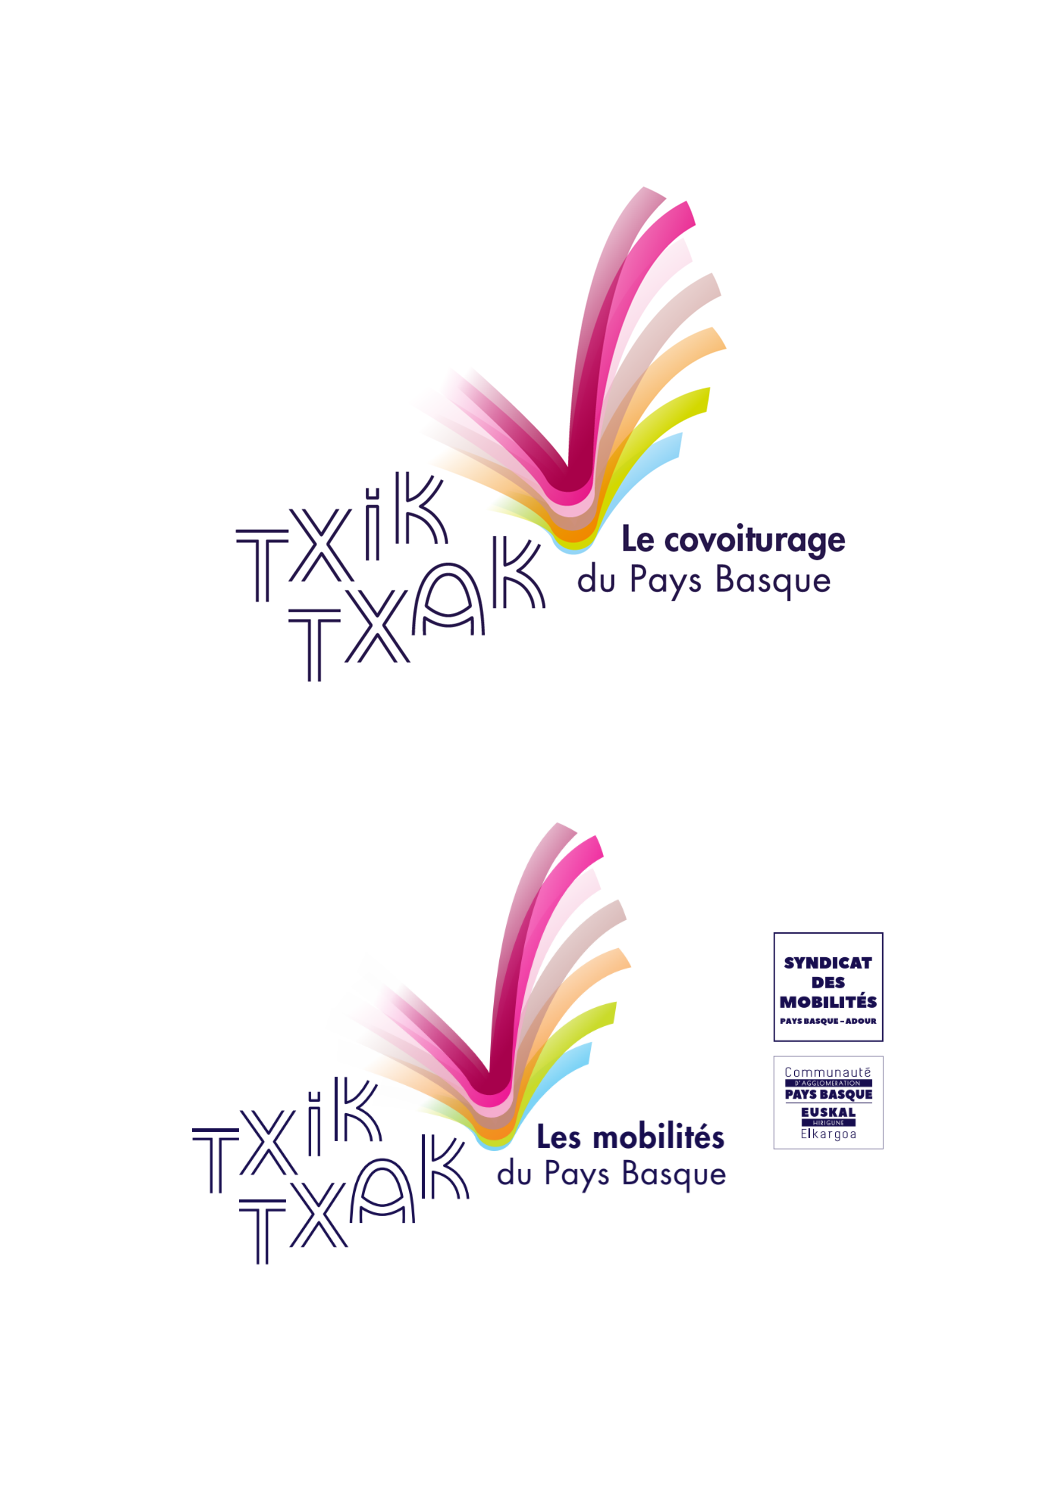 TXiK
TXAK
Le covoiturage
du Pays Basque
TXiK
TXAK
Les mobilités
du Pays Basque
SYNDICAT
DES
MOBILITÉS
PAYS BASQUE – ADOUR
Communauté
D'AGGLOMERATION
PAYS BASQUE
EUSKAL
HIRIGUNE
Elkargoa